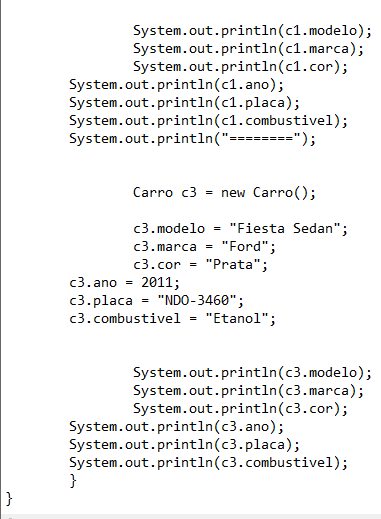 System.out.println(c1.modelo);
System.out.println(c1.marca);
System.out.println(c1.cor);
System.out.println(c1.ano);
System.out.println(c1.placa);
System.out.println(c1.combustivel);
System.out.println("========");
Carro c3 = new Carro();
c3.modelo = "Fiesta Sedan";
c3.marca = "Ford";
c3.cor = "Prata";
c3.ano = 2011;
c3.placa = "NDO-3460";
c3.combustivel = "Etanol";
System.out.println(c3.modelo);
System.out.println(c3.marca);
System.out.println(c3.cor);
System.out.println(c3.ano);
System.out.println(c3.placa);
System.out.println(c3.combustivel);
}
}